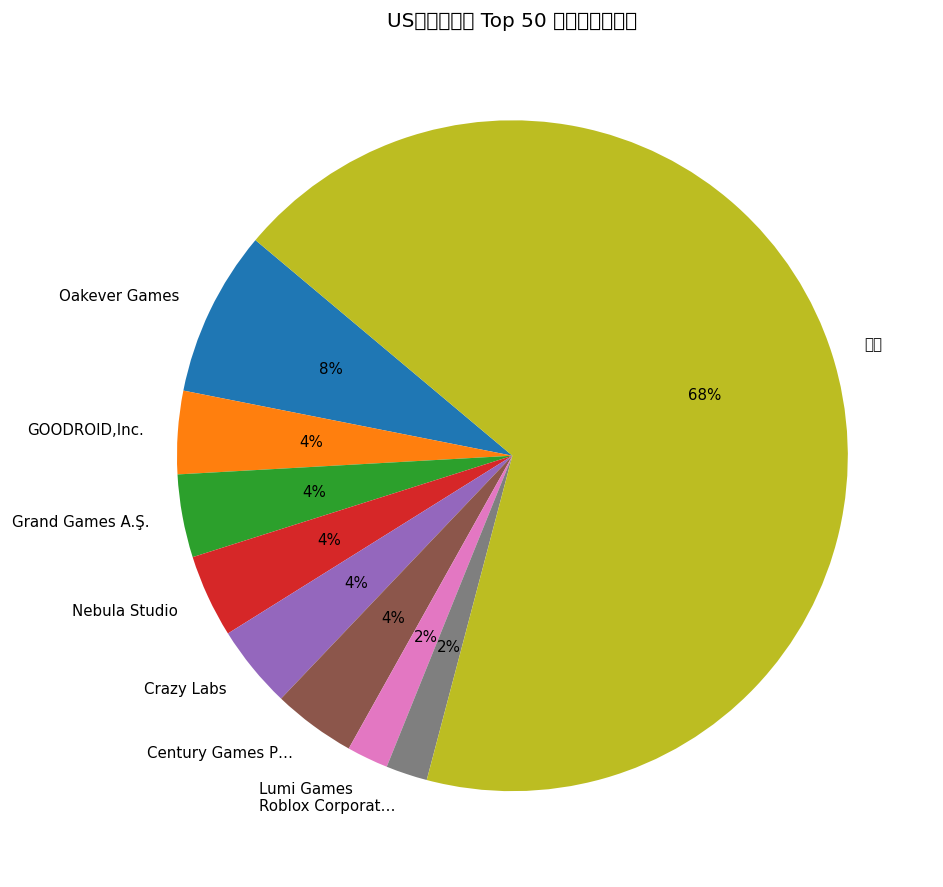 US Top 50
Oakever Games
8%
GOODROID,Inc.
4%
Grand Games A.Ş.
4%
Nebula Studio
4%
Crazy Labs
4%
Century Games P…
4%
Lumi Games
2%
Roblox Corporat…
2%
68%